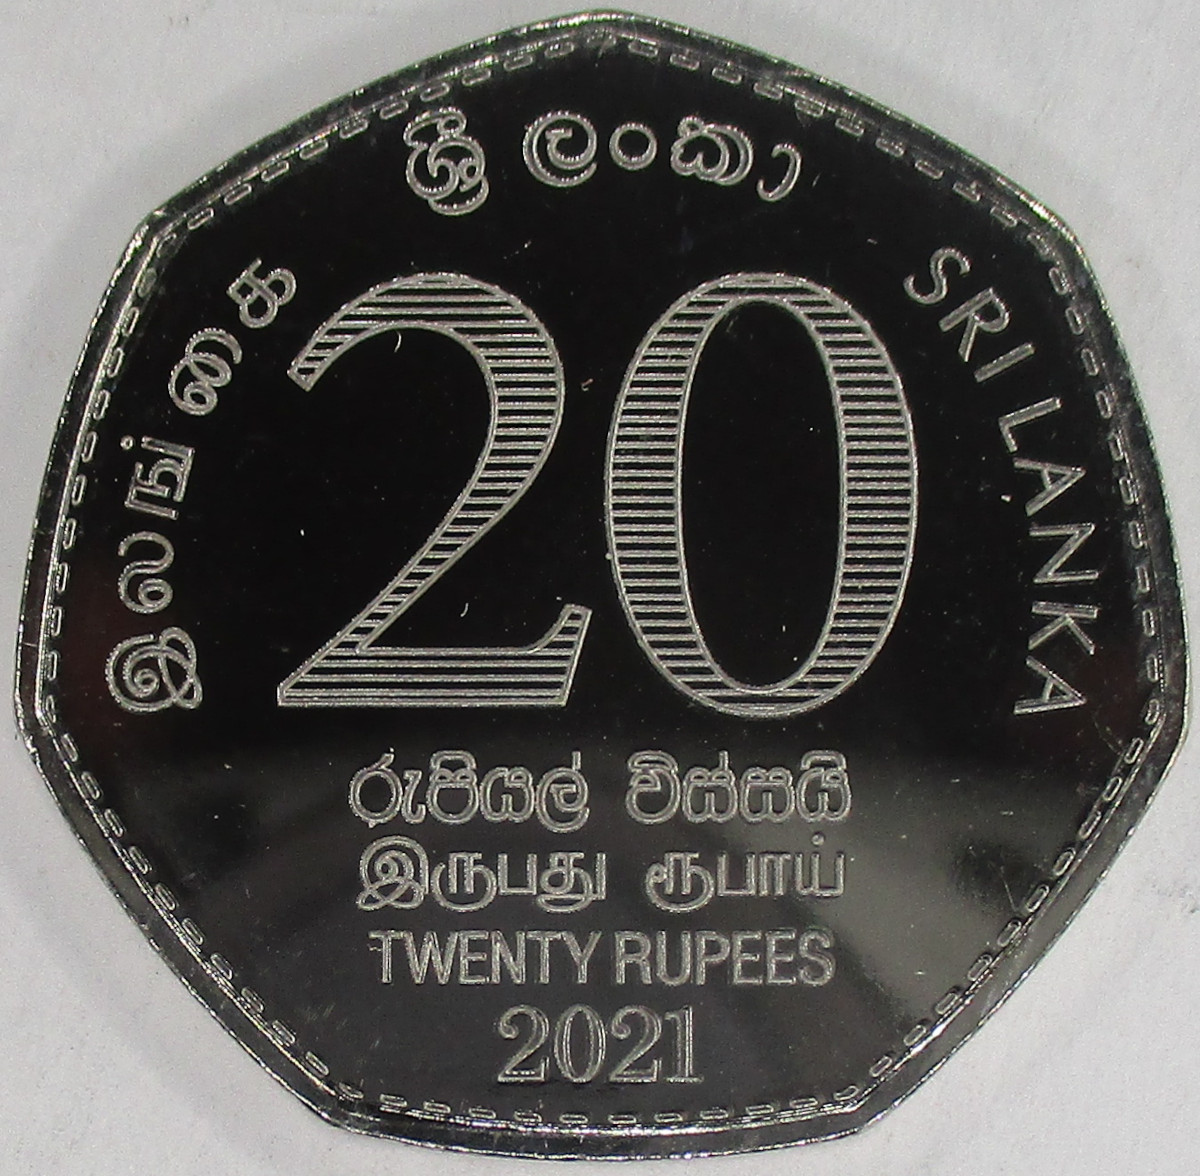 ශ්‍රී ලංකා
இலங்கை
SRI LANKA
20
රුපියල් විස්සයි
இருபது ரூபாய்
TWENTY RUPEES
2021